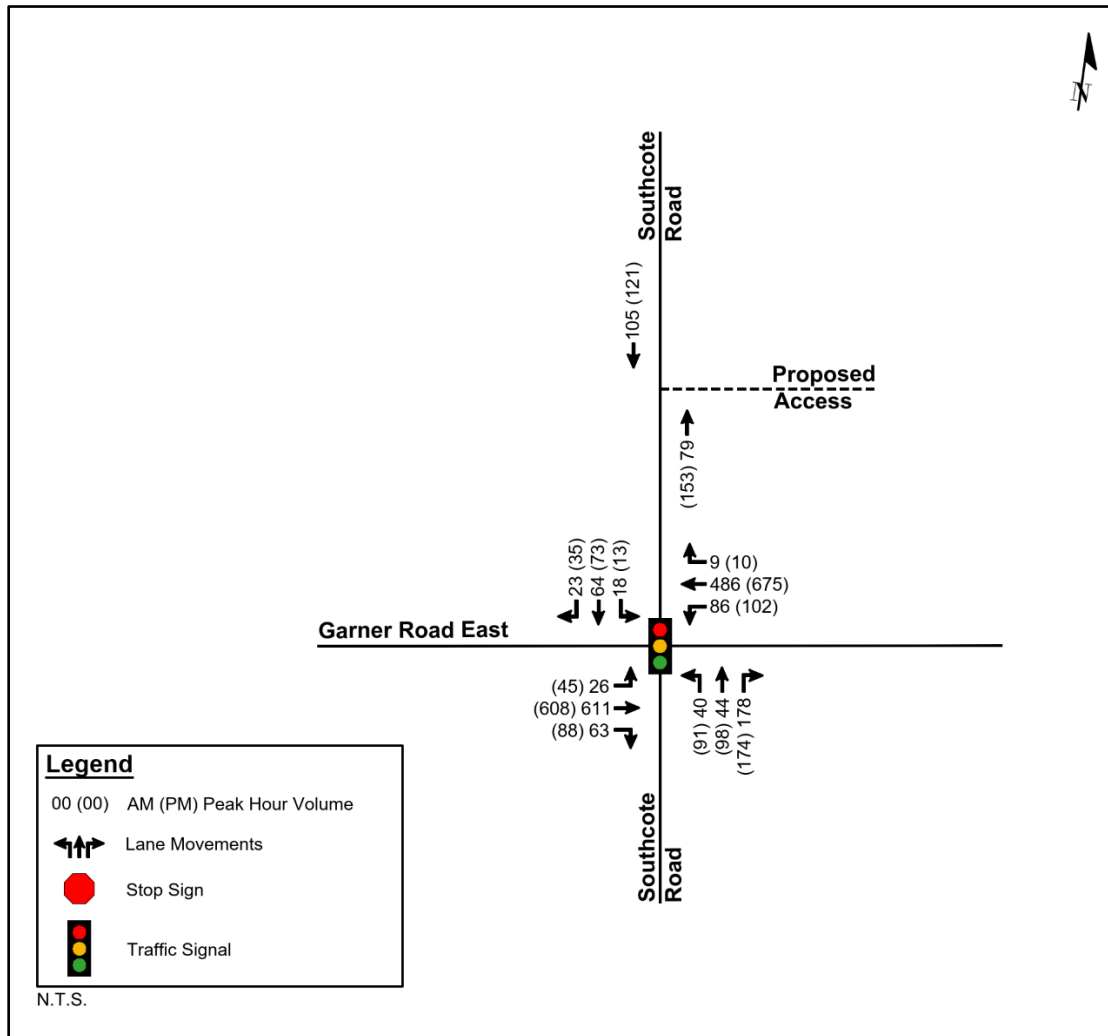 N
Southcote
Road
105 (121)
Proposed
Access
(153) 79
23 (35)
64 (73)
18 (13)
9 (10)
486 (675)
86 (102)
Garner Road East
(45) 26
(608) 611
(88) 63
(91) 40
(98) 44
(174) 178
Southcote
Road
Legend
00 (00) AM (PM) Peak Hour Volume
Lane Movements
Stop Sign
Traffic Signal
N.T.S.